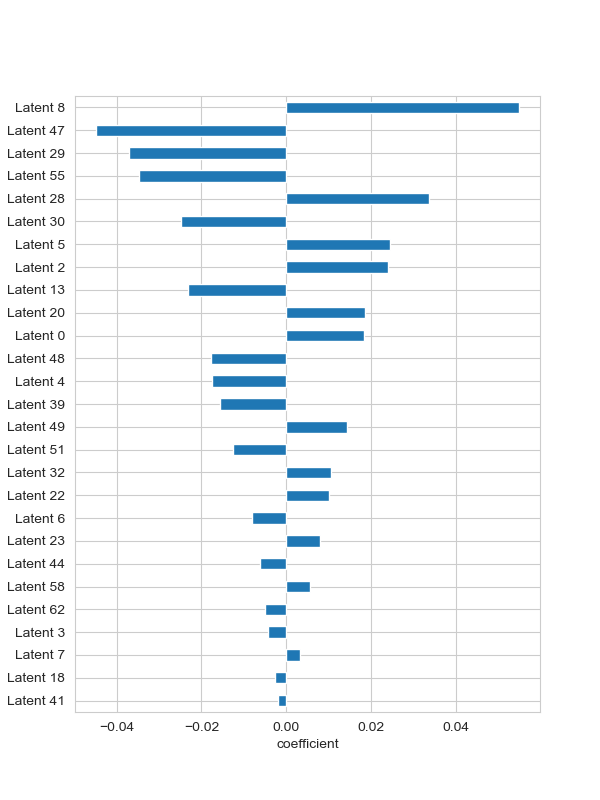 Latent 8
Latent 47
Latent 29
Latent 55
Latent 28
Latent 30
Latent 5
Latent 2
Latent 13
Latent 20
Latent 0
Latent 48
Latent 4
Latent 39
Latent 49
Latent 51
Latent 32
Latent 22
Latent 6
Latent 23
Latent 44
Latent 58
Latent 62
Latent 3
Latent 7
Latent 18
Latent 41
−0.04 −0.02 0.00 0.02 0.04
coefficient